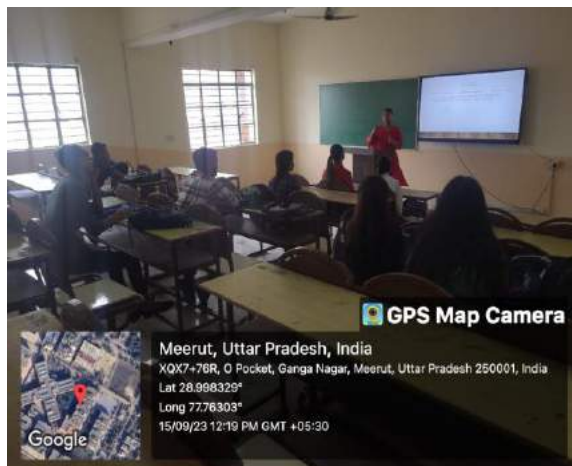 GPS Map Camera
Meerut, Uttar Pradesh, India
XQX7+76R, O Pocket, Ganga Nagar, Meerut, Uttar Pradesh 250001, India
Lat 28.998329°
Long 77.76303°
15/09/23 12:19 PM GMT +05:30
Google